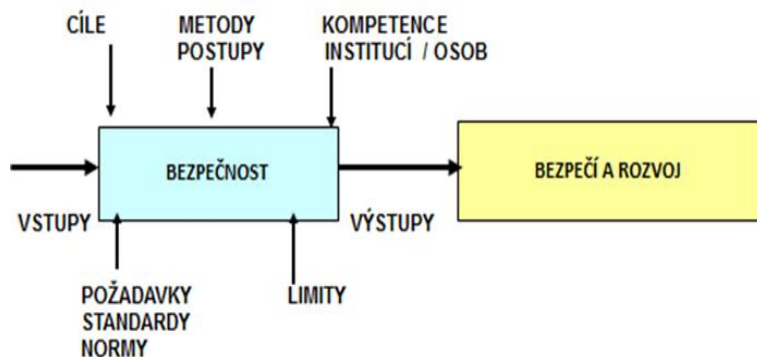 CÍLE
METODY
POSTUPY
KOMPETENCE
INSTITUCÍ / OSOB
BEZPEČNOST
BEZPEČÍ A ROZVOJ
VSTUPY
VÝSTUPY
POŽADAVKY
STANDARDY
NORMY
LIMITY